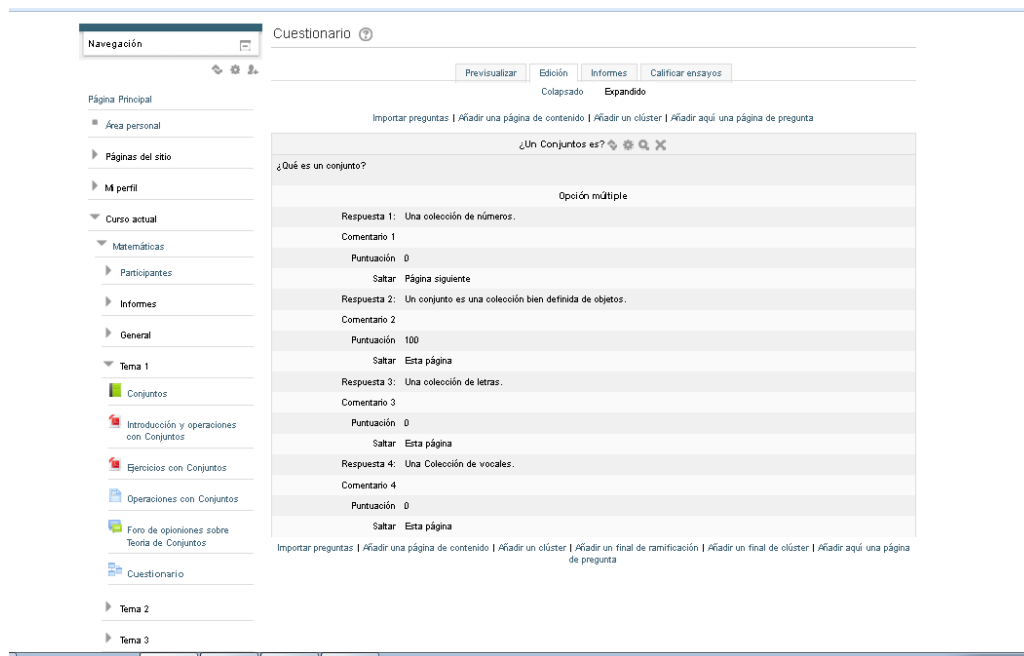 Navegación
Página Principal
Área personal
Páginas del sitio
Mi perfil
Curso actual
Matemáticas
Participantes
Informes
General
Tema 1
Conjuntos
Introducción y operaciones
con Conjuntos
Ejercicios con Conjuntos
Operaciones con Conjuntos
Foro de opioniones sobre
Teoria de Conjuntos
Cuestionario
Tema 2
Tema 3
Cuestionario
Previsualizar Edición Informes Calificar ensayos
Colapsado Expandido
Importar preguntas | Añadir una página de contenido | Añadir un clúster | Añadir aquí una página de pregunta
¿Un Conjuntos es?
¿Qué es un conjunto?
Opción múltiple
Respuesta 1: Una colección de números.
Comentario 1
Puntuación 0
Saltar Página siguiente
Respuesta 2: Un conjunto es una colección bien definida de objetos.
Comentario 2
Puntuación 100
Saltar Esta página
Respuesta 3: Una colección de letras.
Comentario 3
Puntuación 0
Saltar Esta página
Respuesta 4: Una Colección de vocales.
Comentario 4
Puntuación 0
Saltar Esta página
Importar preguntas | Añadir una página de contenido | Añadir un clúster | Añadir un final de ramificación | Añadir un final de clúster | Añadir aquí una página
de pregunta